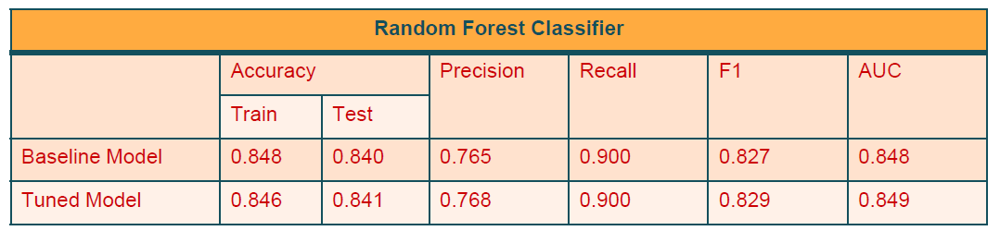 Random Forest Classifier
Accuracy Precision Recall F1 AUC
Train Test
Baseline Model 0.848 0.840 0.765 0.900 0.827 0.848
Tuned Model 0.846 0.841 0.768 0.900 0.829 0.849